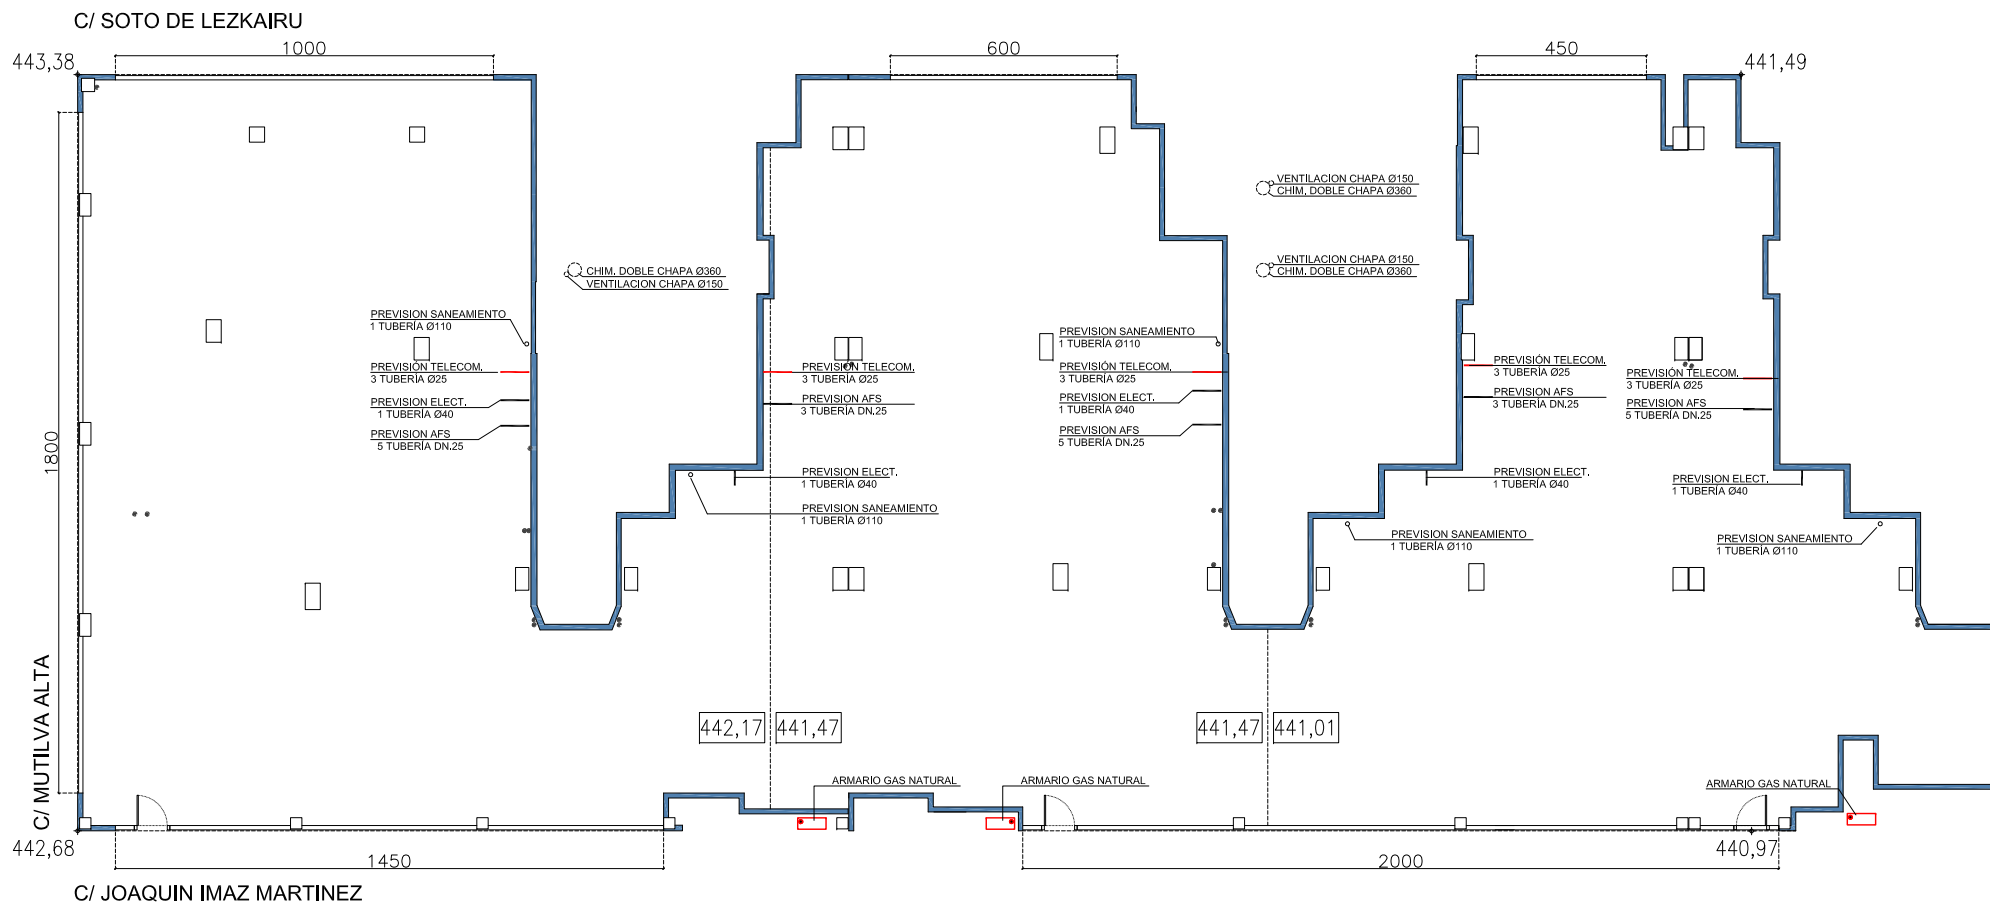 C/ SOTO DE LEZKAIRU
1000
600
450
443,38
441,49
VENTILACION CHAPA Ø150
CHIM. DOBLE CHAPA Ø360
VENTILACION CHAPA Ø150
CHIM. DOBLE CHAPA Ø360
CHIM. DOBLE CHAPA Ø360
VENTILACION CHAPA Ø150
PREVISION SANEAMIENTO
1 TUBERÍA Ø110
PREVISIÓN TELECOM.
3 TUBERÍA Ø25
PREVISION ELECT.
1 TUBERÍA Ø40
PREVISION AFS
5 TUBERÍA DN.25
PREVISIÓN TELECOM.
3 TUBERÍA Ø25
PREVISION AFS
3 TUBERÍA DN.25
PREVISION ELECT.
1 TUBERÍA Ø40
PREVISION SANEAMIENTO
1 TUBERÍA Ø110
PREVISION SANEAMIENTO
1 TUBERÍA Ø110
PREVISIÓN TELECOM.
3 TUBERÍA Ø25
PREVISION ELECT.
1 TUBERÍA Ø40
PREVISION AFS
5 TUBERÍA DN.25
PREVISIÓN TELECOM.
3 TUBERÍA Ø25
PREVISION AFS
3 TUBERÍA DN.25
PREVISION ELECT.
1 TUBERÍA Ø40
PREVISION SANEAMIENTO
1 TUBERÍA Ø110
PREVISIÓN TELECOM.
3 TUBERÍA Ø25
PREVISION AFS
5 TUBERÍA DN.25
PREVISION ELECT.
1 TUBERÍA Ø40
PREVISION SANEAMIENTO
1 TUBERÍA Ø110
1800
C/ MUTILVA ALTA
442,17
441,47
441,47
441,01
ARMARIO GAS NATURAL
ARMARIO GAS NATURAL
ARMARIO GAS NATURAL
442,68
440,97
1450
2000
C/ JOAQUIN IMAZ MARTINEZ